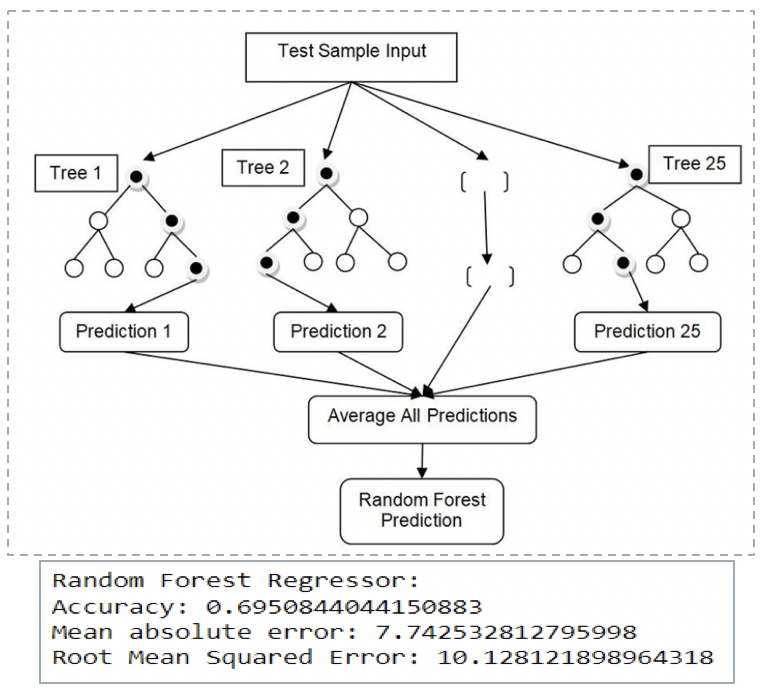 Test Sample Input
Tree 1
Tree 2
Tree 25
Prediction 1
Prediction 2
Prediction 25
Average All Predictions
Random Forest
Prediction
Random Forest Regressor:
Accuracy: 0.6950844044150883
Mean absolute error: 7.742532812795998
Root Mean Squared Error: 10.128121898964318